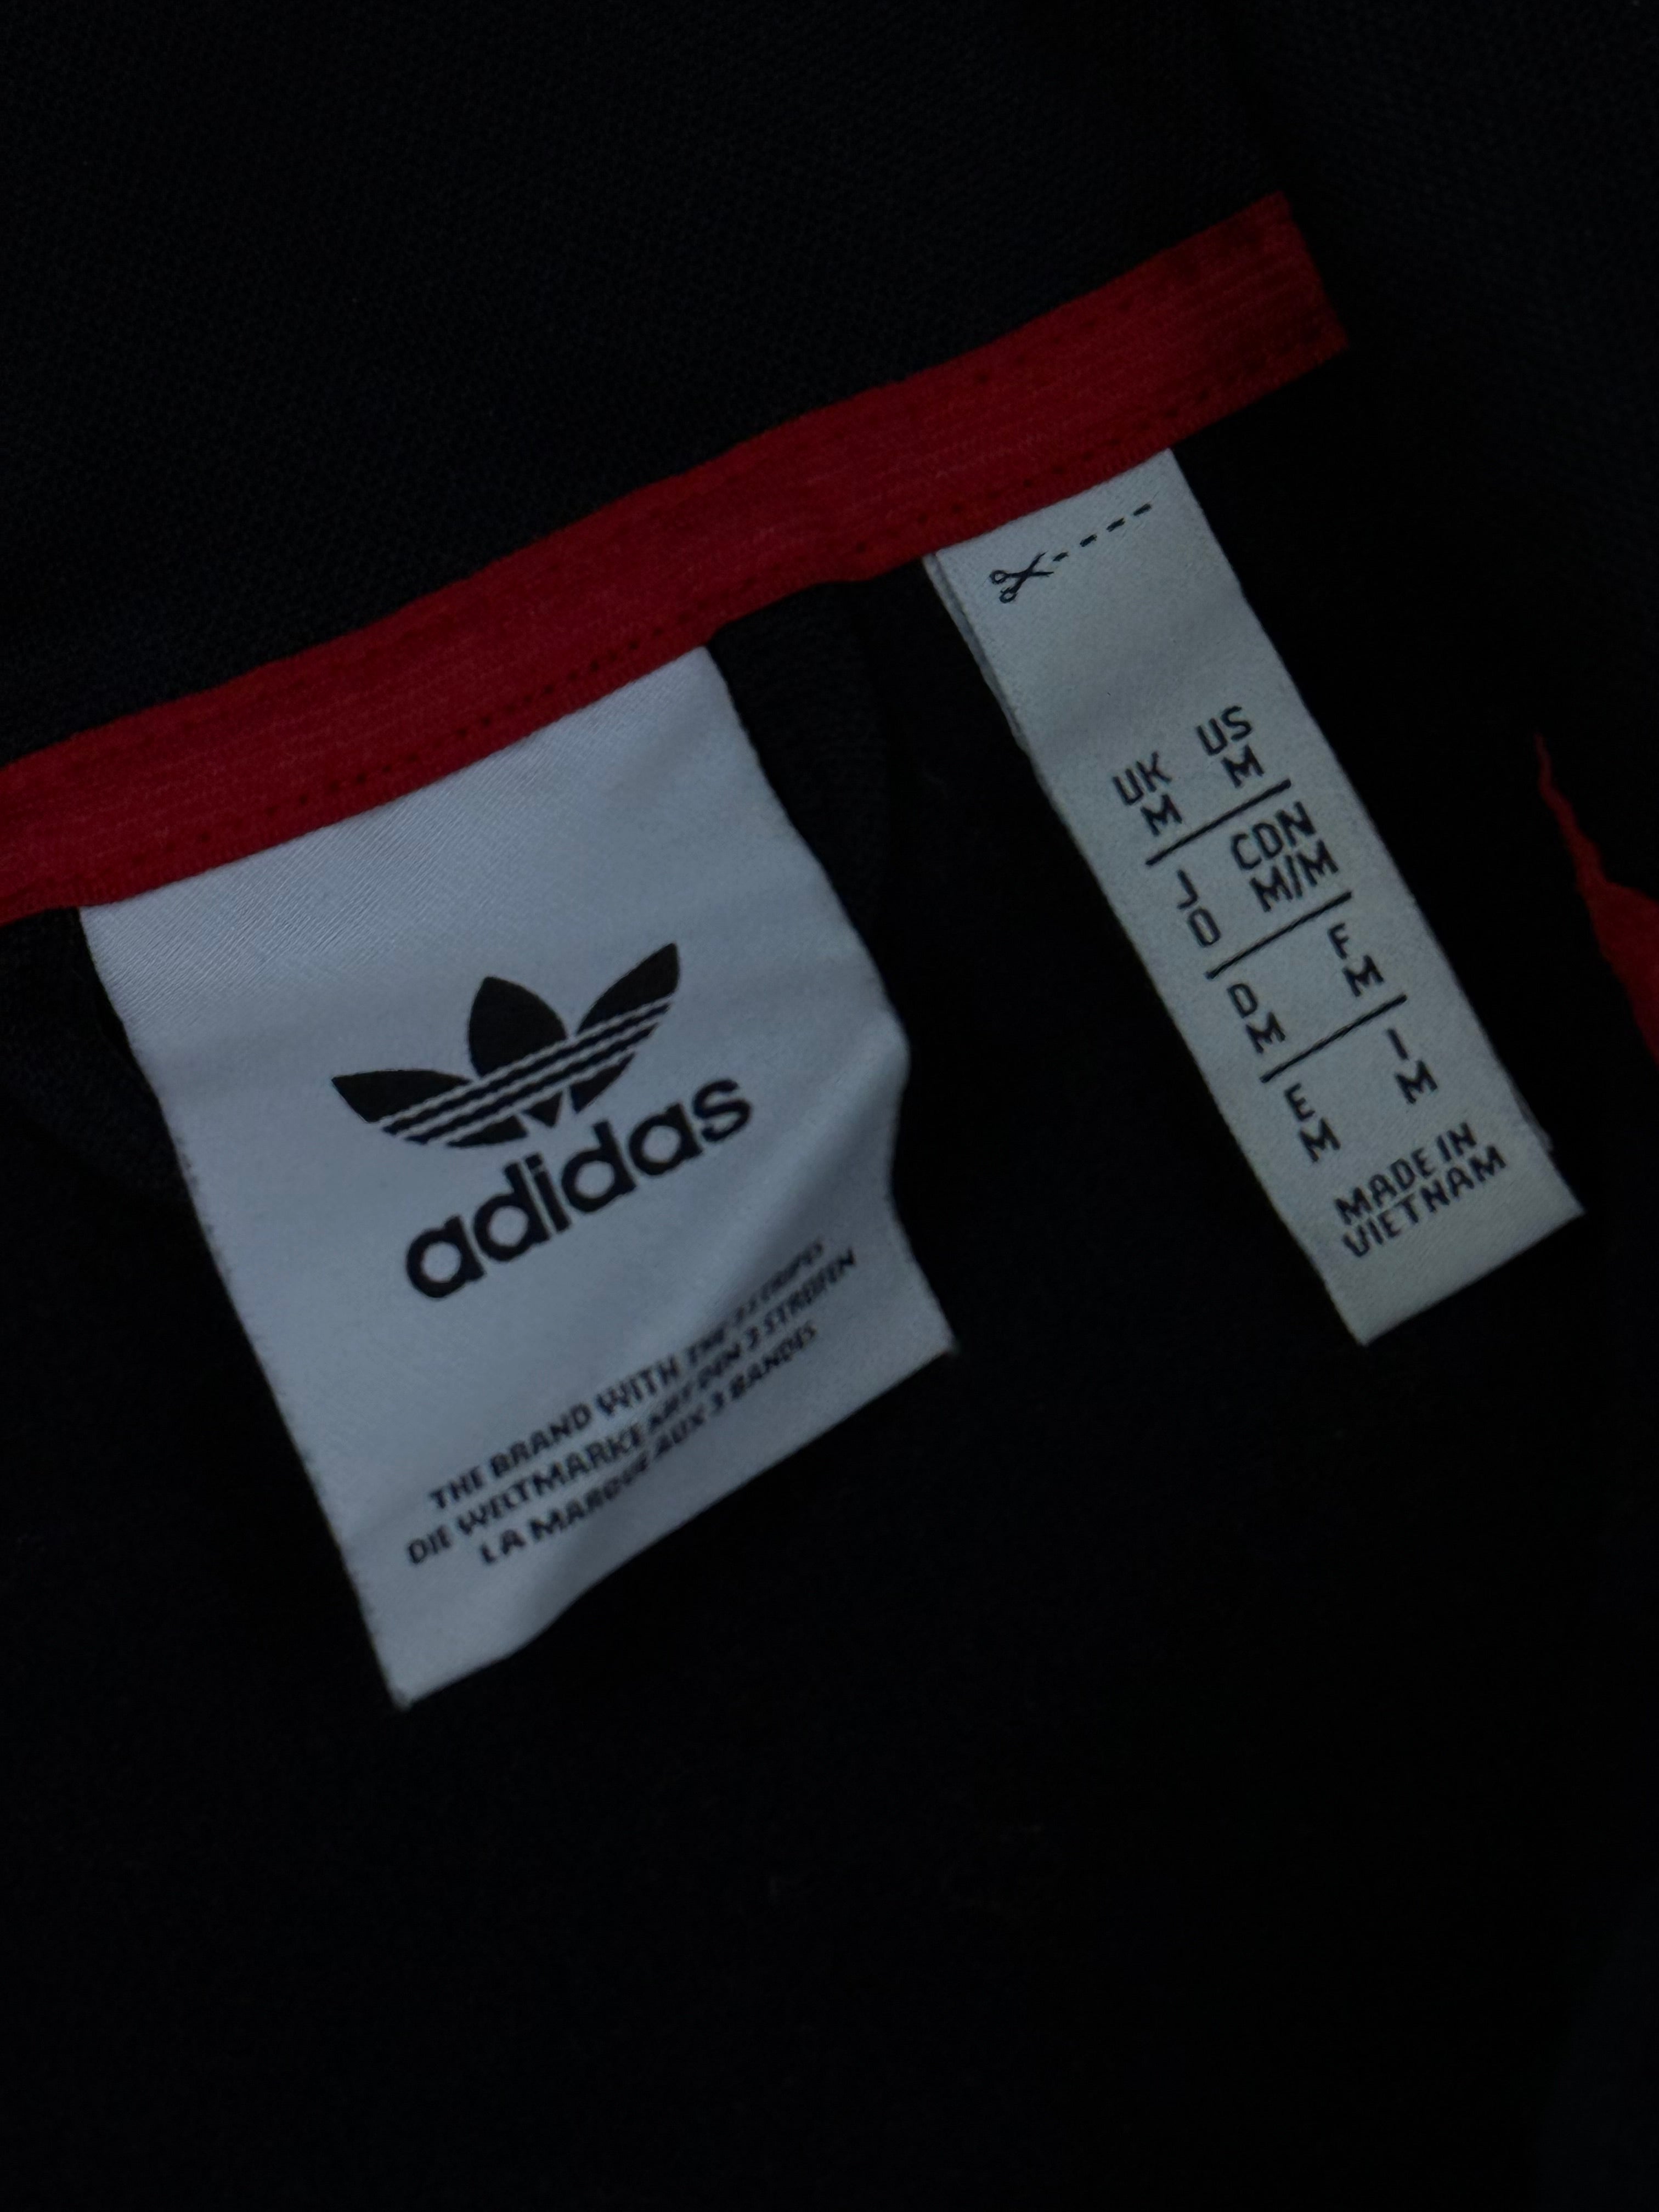 adidas
THE BRAND WITH THE 3 STRIPES
DIE WELTMARKE MIT DEN 3 STREIFEN
LA MARQUE AUX 3 BANDES
UK US
M M
J CDN
O M/M
D F
M M
E I
M M
MADE IN
VIETNAM